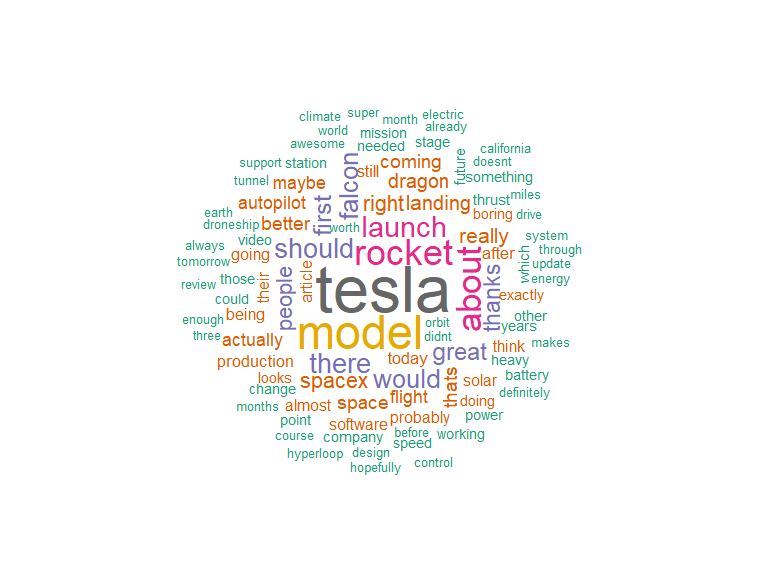 climate
super
month
electric
world
mission
already
awesome
needed
stage
california
support
station
still
coming
future
doesnt
tunnel
maybe
falcon
dragon
something
autopilot
first
right
landing
thrust
miles
earth
droneship
better
worth
launch
boring
drive
always
video
should
rocket
really
system
tomorrow
going
people
article
tesla
about
thanks
after
which
through
update
review
those
their
energy
could
exactly
enough
being
model
orbit
didnt
other
years
three
actually
there
today
great
think
makes
production
heavy
looks
spacex
would
thats
solar
battery
change
flight
doing
definitely
months
almost
space
probably
power
point
software
course
company
before
speed
working
hyperloop
design
hopefully
control